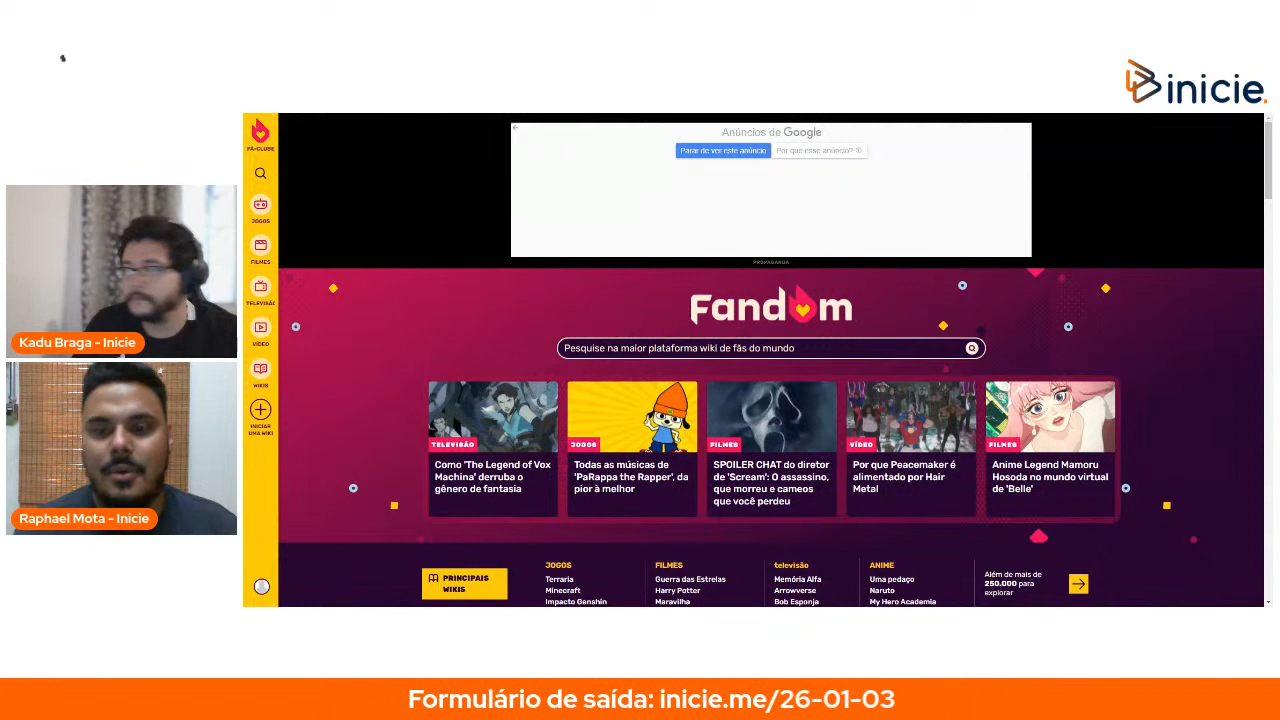 inicie.
Anúncios de Google
Parar de ver este anúncio
Por que esse anúncio?
PROPAGANDA
FÃ-CLUBE
JOGOS
FILMES
TELEVISÃO
VÍDEO
WIKIS
INICIAR
UMA WIKI
Kadu Braga - Inicie
Raphael Mota - Inicie
Fandom
Pesquise na maior plataforma wiki de fãs do mundo
TELEVISÃO
Como 'The Legend of Vox
Machina' derruba o
gênero de fantasia
JOGOS
Todas as músicas de
'PaRappa the Rapper', da
pior à melhor
FILMES
SPOILER CHAT do diretor
de 'Scream': O assassino,
que morreu e cameos
que você perdeu
VÍDEO
Por que Peacemaker é
alimentado por Hair
Metal
FILMES
Anime Legend Mamoru
Hosoda no mundo virtual
de 'Belle'
PRINCIPAIS
WIKIS
JOGOS
Terraria
Minecraft
Impacto Genshin
FILMES
Guerra das Estrelas
Harry Potter
Maravilha
televisão
Memória Alfa
Arrowverse
Bob Esponja
ANIME
Uma pedaço
Naruto
My Hero Academia
Além de mais de
250.000 para
explorar
Formulário de saída: inicie.me/26-01-03